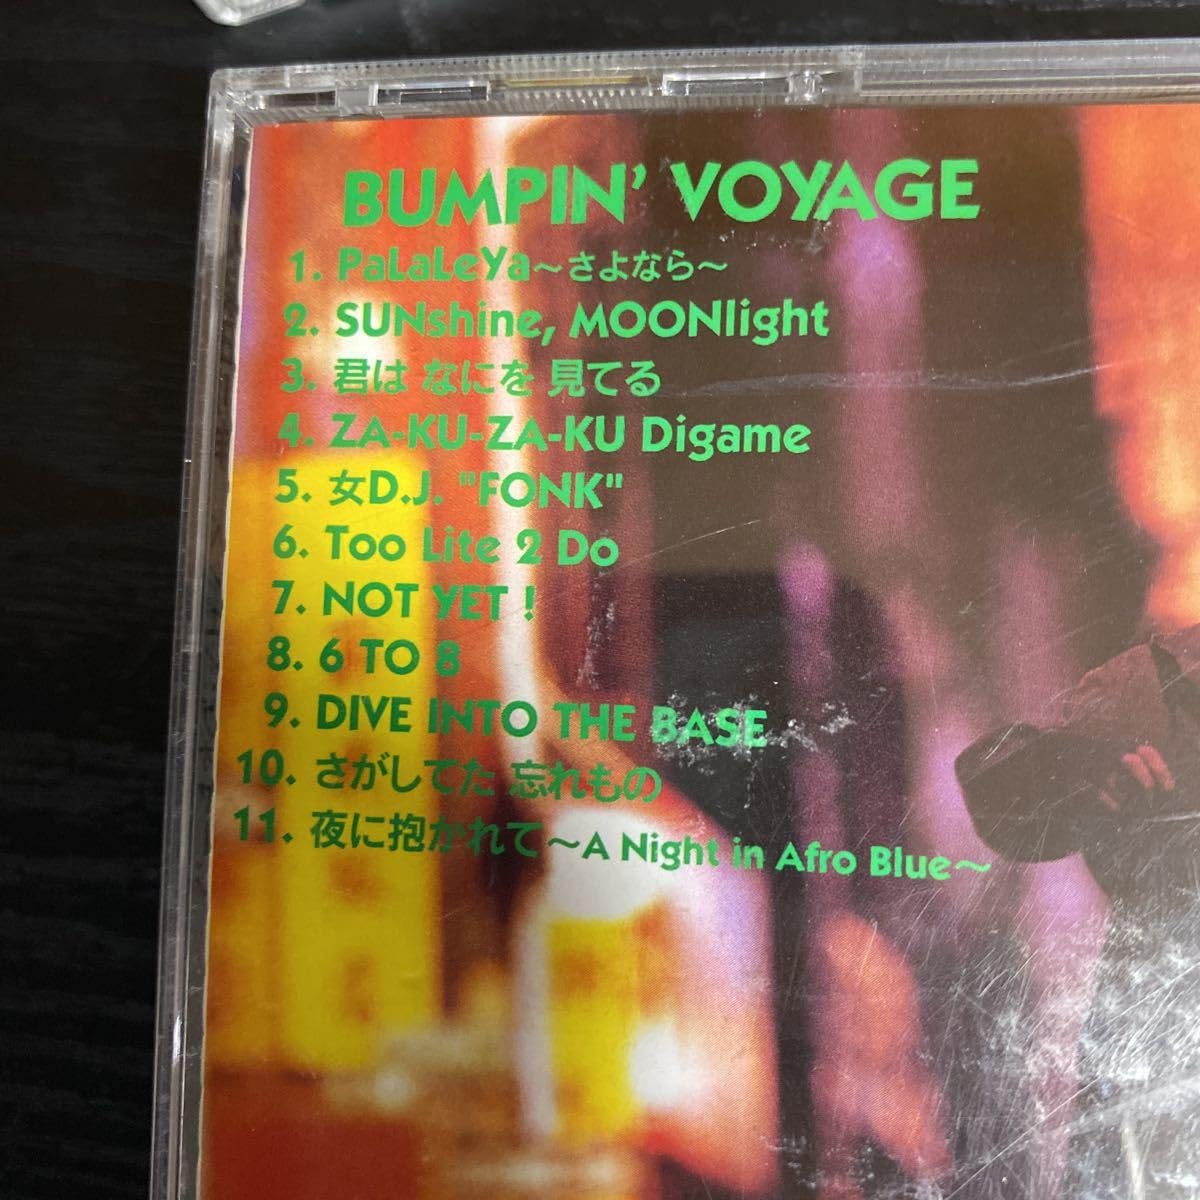 BUMPIN' VOYAGE
1. PaLaLeYa～さよなら～
2. SUNshine, MOONlight
3. 君は なにを 見てる
4. ZA-KU-ZA-KU Digame
5. 女D.J. "FONK"
6. Too Lite 2 Do
7. NOT YET !
8. 6 TO 8
9. DIVE INTO THE BASE
10. さがしてた 忘れもの
11. 夜に抱かれて～A Night in Afro Blue～